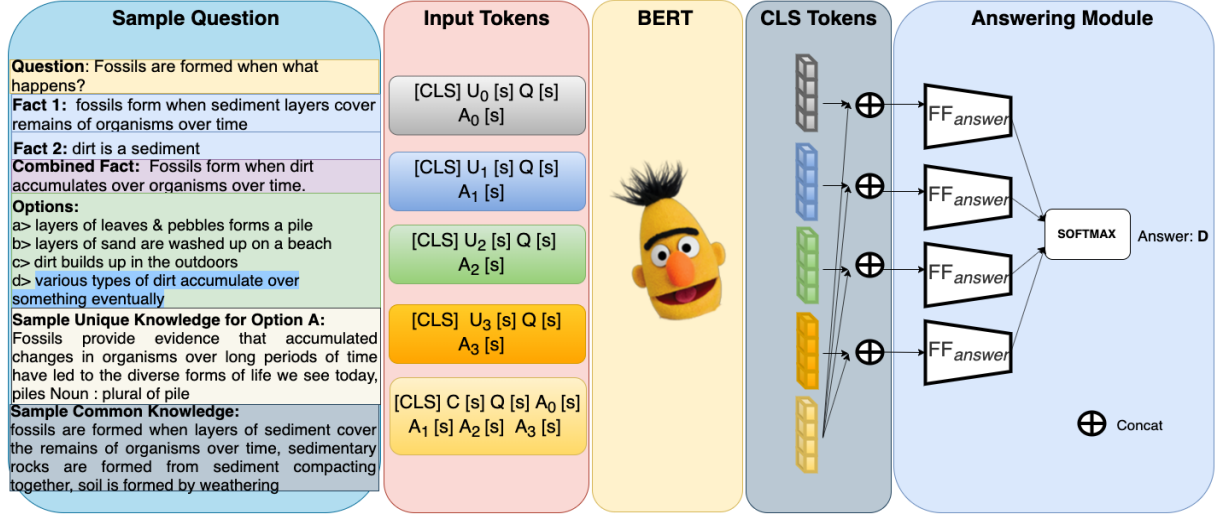 Sample Question
Question: Fossils are formed when what
happens?
Fact 1: fossils form when sediment layers cover
remains of organisms over time
Fact 2: dirt is a sediment
Combined Fact: Fossils form when dirt
accumulates over organisms over time.
Options:
a> layers of leaves & pebbles forms a pile
b> layers of sand are washed up on a beach
c> dirt builds up in the outdoors
d> various types of dirt accumulate over
something eventually
Sample Unique Knowledge for Option A:
Fossils provide evidence that accumulated
changes in organisms over long periods of time
have led to the diverse forms of life we see today,
piles Noun : plural of pile
Sample Common Knowledge:
fossils are formed when layers of sediment cover
the remains of organisms over time, sedimentary
rocks are formed from sediment compacting
together, soil is formed by weathering
Input Tokens
[CLS] U0 [s] Q [s]
A0 [s]
[CLS] U1 [s] Q [s]
A1 [s]
[CLS] U2 [s] Q [s]
A2 [s]
[CLS] U3 [s] Q [s]
A3 [s]
[CLS] C [s] Q [s] A0 [s]
A1 [s] A2 [s] A3 [s]
BERT
CLS Tokens
Answering Module
FFanswer
FFanswer
FFanswer
FFanswer
SOFTMAX
Answer: D
Concat